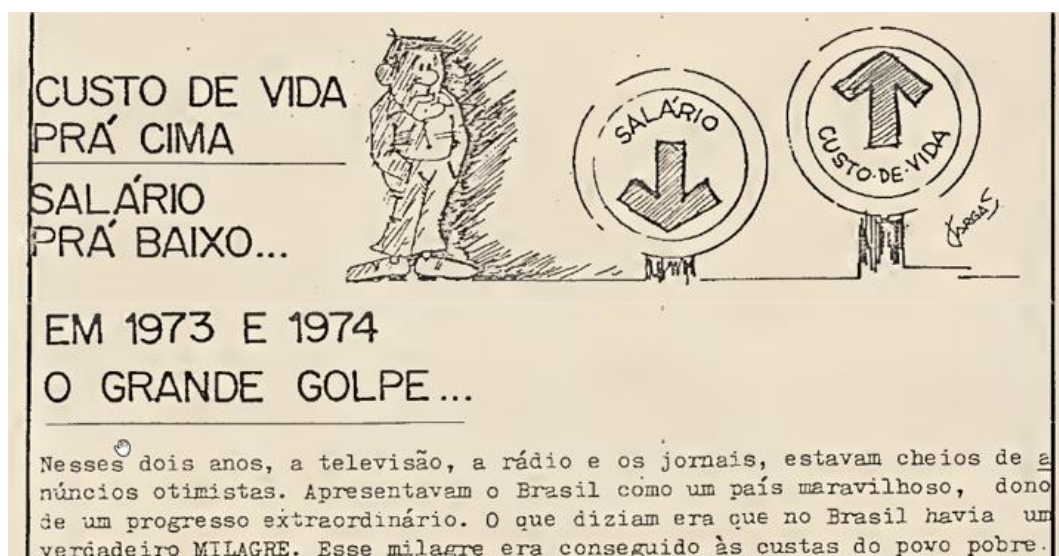 CUSTO DE VIDA
PRÁ CIMA
SALÁRIO
PRÁ BAIXO...
SALÁRIO
CUSTO-DE-VIDA
VARGAS
EM 1973 E 1974
O GRANDE GOLPE...
Nesses dois anos, a televisão, a rádio e os jornais, estavam cheios de a
núncios otimistas. Apresentavam o Brasil como um país maravilhoso, dono
de um progresso extraordinário. O que diziam era que no Brasil havia um
verdadeiro MILAGRE. Esse milagre era conseguido às custas do povo pobre.